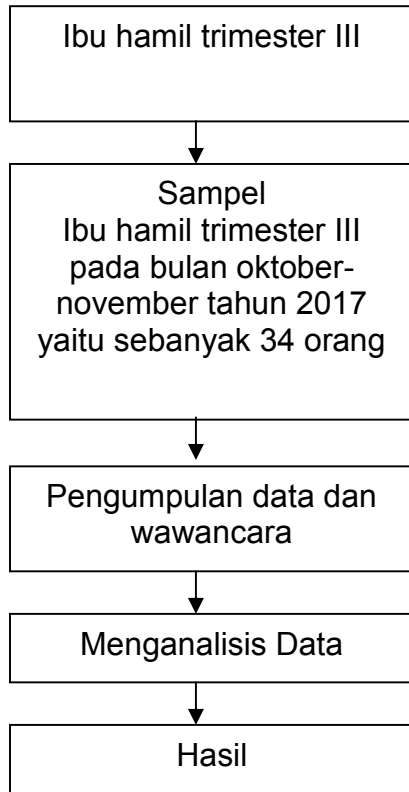 Ibu hamil trimester III
Sampel
Ibu hamil trimester III
pada bulan oktober-
november tahun 2017
yaitu sebanyak 34 orang
Pengumpulan data dan
wawancara
Menganalisis Data
Hasil